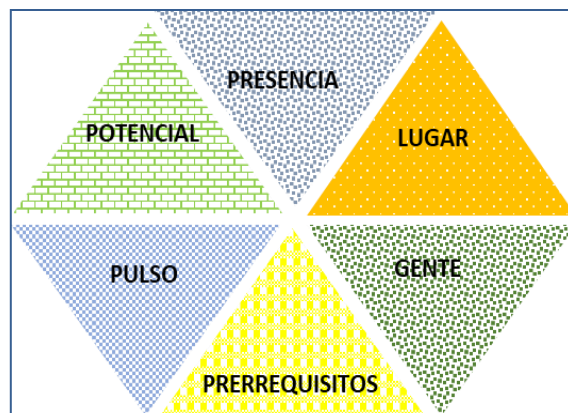 PRESENCIA
POTENCIAL
LUGAR
PULSO
GENTE
PRERREQUISITOS